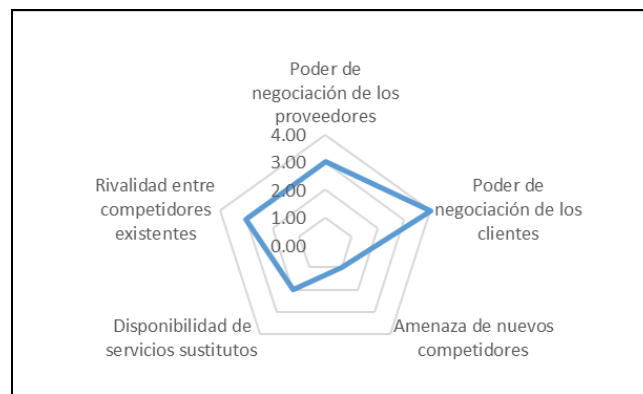 Poder de
negociación de los
proveedores
4.00
3.00
2.00
1.00
0.00
Poder de
negociación de los
clientes
Amenaza de nuevos
competidores
Disponibilidad de
servicios sustitutos
Rivalidad entre
competidores
existentes